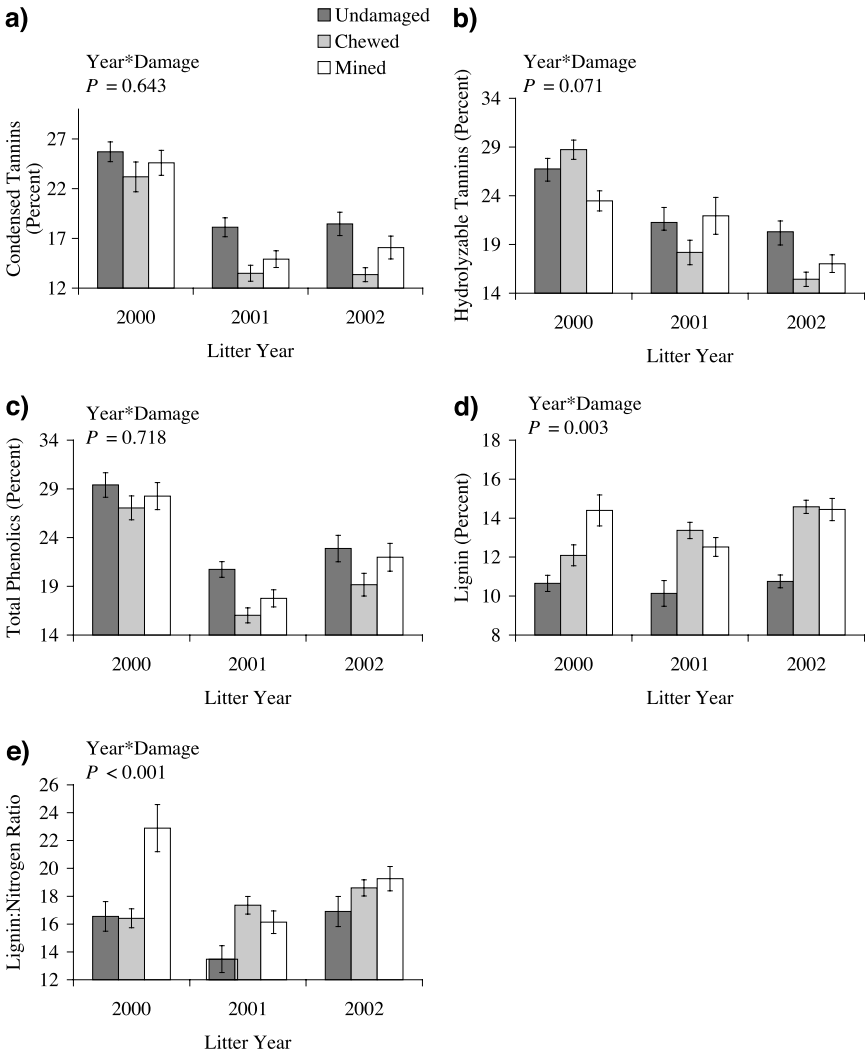 a)
Undamaged
Chewed
Mined
Year*Damage
P = 0.643
Condensed Tannins
(Percent)
27
22
17
12
2000
2001
2002
Litter Year
b)
Year*Damage
P = 0.071
Hydrolyzable Tannins (Percent)
34
29
24
19
14
2000
2001
2002
Litter Year
c)
Year*Damage
P = 0.718
Total Phenolics (Percent)
34
29
24
19
14
2000
2001
2002
Litter Year
d)
Year*Damage
P = 0.003
Lignin (Percent)
18
16
14
12
10
8
2000
2001
2002
Litter Year
e)
Year*Damage
P < 0.001
Lignin:Nitrogen Ratio
26
24
22
20
18
16
14
12
2000
2001
2002
Litter Year